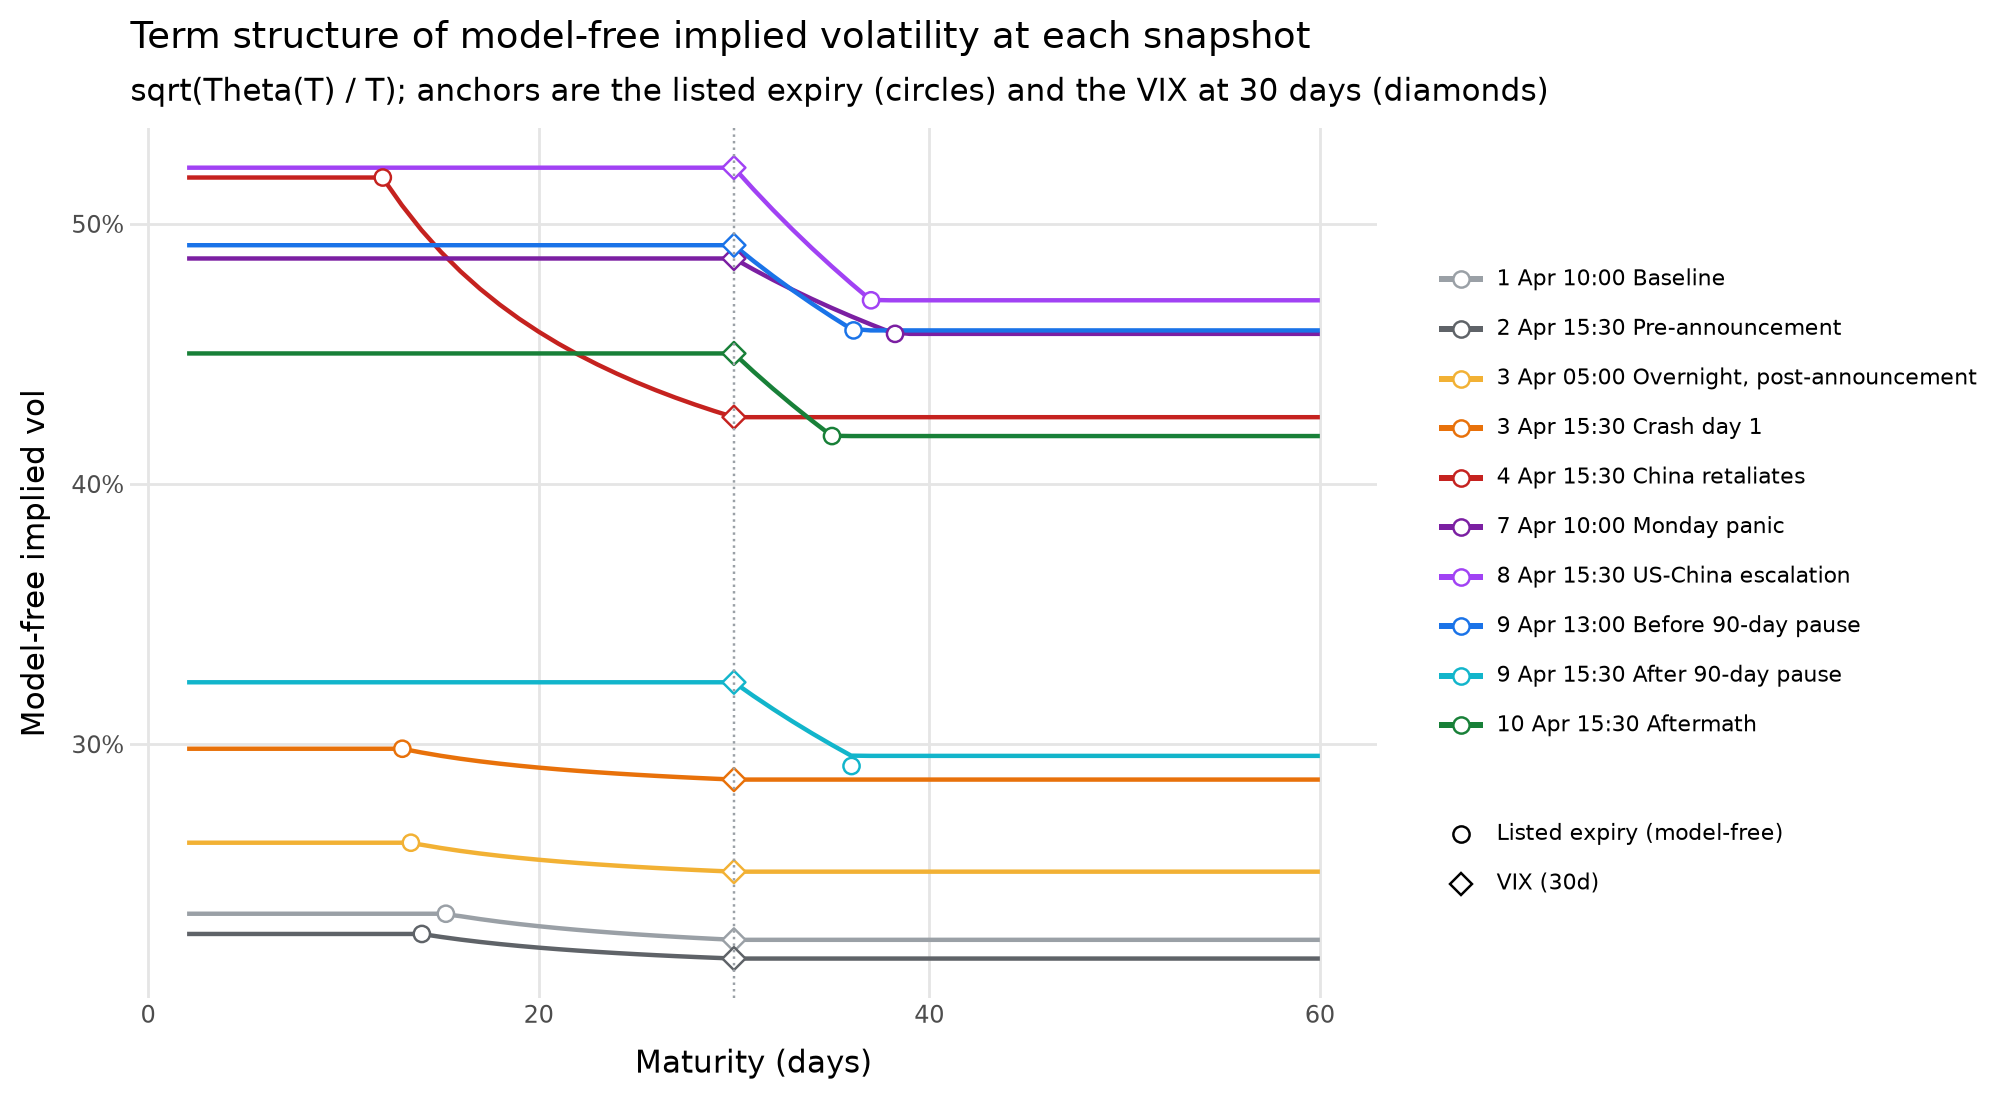 Term structure of model-free implied volatility at each snapshot
sqrt(Theta(T) / T); anchors are the listed expiry (circles) and the VIX at 30 days (diamonds)
Model-free implied vol
50%
40%
30%
0
20
40
60
Maturity (days)
1 Apr 10:00 Baseline
2 Apr 15:30 Pre-announcement
3 Apr 05:00 Overnight, post-announcement
3 Apr 15:30 Crash day 1
4 Apr 15:30 China retaliates
7 Apr 10:00 Monday panic
8 Apr 15:30 US-China escalation
9 Apr 13:00 Before 90-day pause
9 Apr 15:30 After 90-day pause
10 Apr 15:30 Aftermath
Listed expiry (model-free)
VIX (30d)